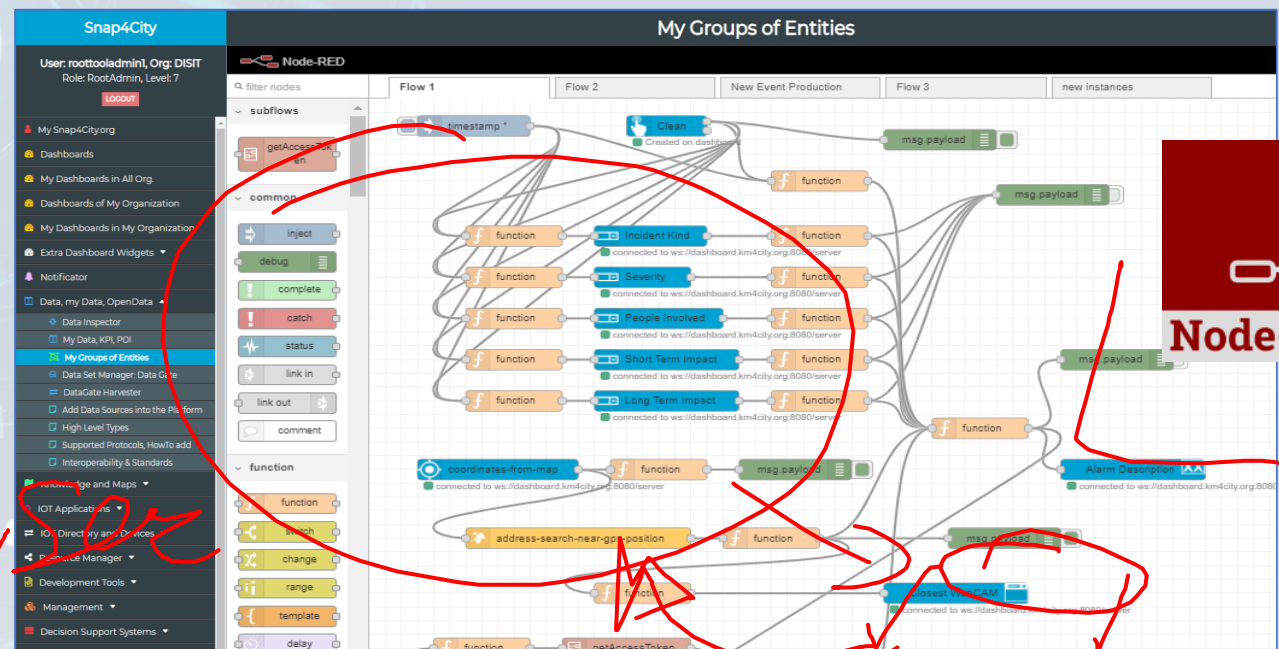 Snap4City
My Groups of Entities
User: roottooladmin1, Org: DISIT
Role: RootAdmin, Level: 7
LOGOUT
My Snap4City.org
Dashboards
My Dashboards in All Org.
Dashboards of My Organization
My Dashboards in My Organization
Extra Dashboard Widgets
Notificator
Data, my Data, OpenData
Data Inspector
My Data, KPI, POI
My Groups of Entities
Data Set Manager: Data Gate
DataGate Harvester
Add Data Sources into the Platform
High Level Types
Supported Protocols, HowTo add
Interoperability & Standards
Knowledge and Maps
IOT Applications
IOT Directory and Devices
Resource Manager
Development Tools
Management
Decision Support Systems
Node-RED
filter nodes
subflows
getAccessTok
en
common
inject
debug
complete
catch
status
link in
link out
comment
function
function
switch
change
range
template
delay
Flow 1
Flow 2
New Event Production
Flow 3
new instances
timestamp *
Clean
Created on dashboard
msg.payload
function
msg.payload
function
Incident Kind
function
connected to ws://dashboard.km4city.org:8080/server
function
Severity
function
connected to ws://dashboard.km4city.org:8080/server
function
People Involved
function
connected to ws://dashboard.km4city.org:8080/server
function
Short Term Impact
function
connected to ws://dashboard.km4city.org:8080/server
msg.payload
function
Long Term Impact
function
connected to ws://dashboard.km4city.org:8080/server
function
coordinates-from-map
function
msg.payload
connected to ws://dashboard.km4city.org:8080/server
Alarm Description
connected to ws://dashboard.km4city.org:8080
address-search-near-gps-position
function
msg.payload
function
Closest WebCAM
connected to ws://dashboard.km4city.org:8080/server
function
getAccessToken
Node